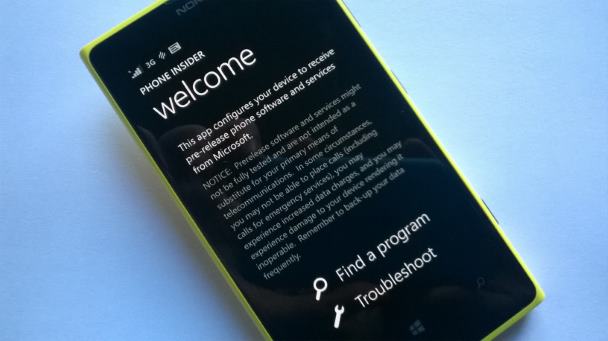 NOKIA
3G
PHONE INSIDER
welcome
This app configures your device to receive
pre-release phone software and services
from Microsoft.
NOTICE: Prerelease software and services might
not be fully tested and are not intended as a
substitute for your primary means of
telecommunications. In some circumstances,
you may not be able to place calls (including
calls for emergency services), you may
experience increased data charges, and you may
experience damage to your device rendering it
inoperable. Remember to back-up your data
frequently.
Find a program
Troubleshoot